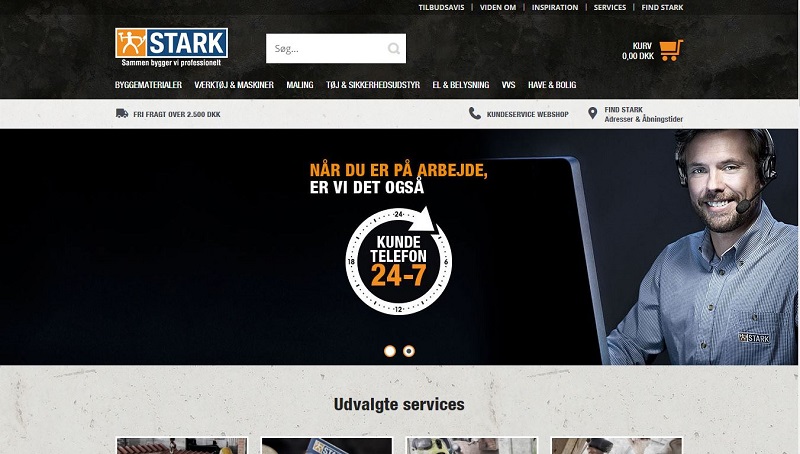 TILBUDSAVIS | VIDEN OM | INSPIRATION | SERVICES | FIND STARK
STARK
Sammen bygger vi professionelt
Søg...
KURV
0,00 DKK
BYGGEMATERIALER VÆRKTØJ & MASKINER MALING TØJ & SIKKERHEDSUDSTYR EL & BELYSNING VVS HAVE & BOLIG
FRI FRAGT OVER 2.500 DKK
KUNDESERVICE WEBSHOP
FIND STARK
Adresser & Åbningstider
NÅR DU ER PÅ ARBEJDE,
ER VI DET OGSÅ
24
KUNDE
TELEFON
18
6
24-7
12
STARK
Udvalgte services